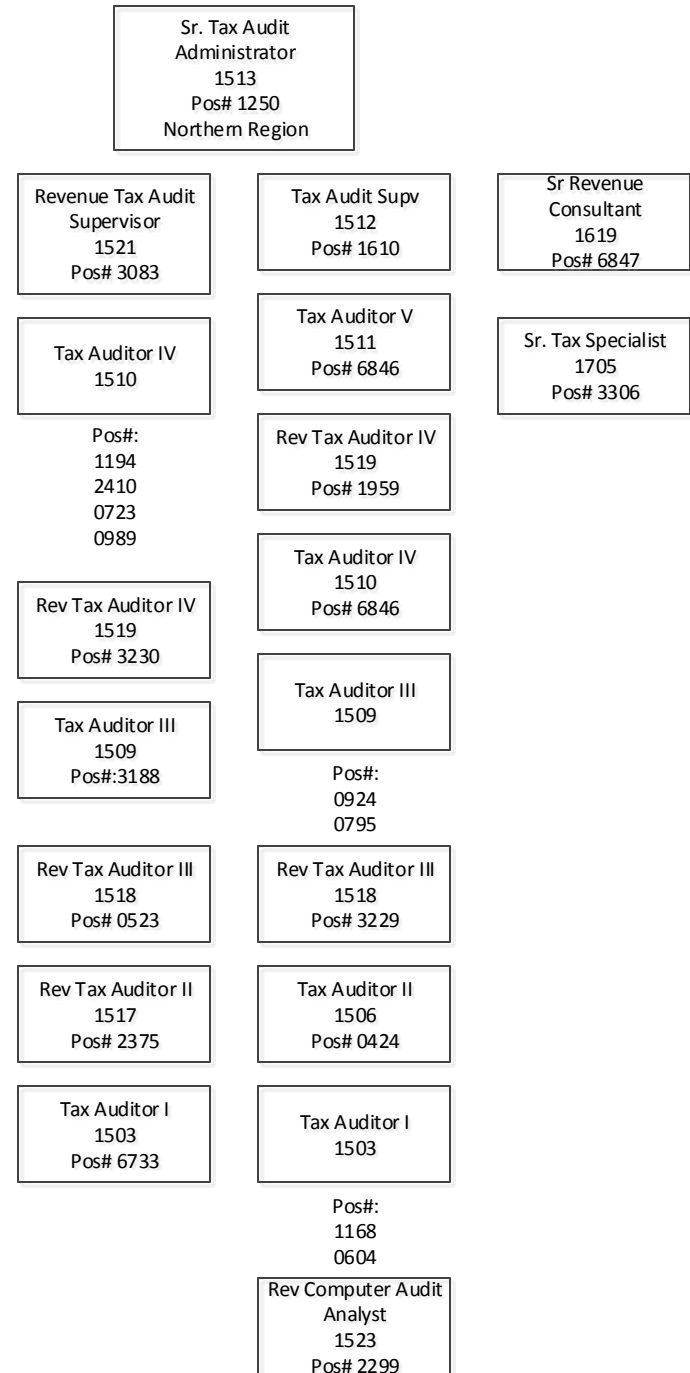 Sr. Tax Audit
Administrator
1513
Pos# 1250
Northern Region
Revenue Tax Audit
Supervisor
1521
Pos# 3083
Tax Auditor IV
1510
Pos#:
1194
2410
0723
0989
Rev Tax Auditor IV
1519
Pos# 3230
Tax Auditor III
1509
Pos#:3188
Rev Tax Auditor III
1518
Pos# 0523
Rev Tax Auditor II
1517
Pos# 2375
Tax Auditor I
1503
Pos# 6733
Tax Audit Supv
1512
Pos# 1610
Tax Auditor V
1511
Pos# 6846
Rev Tax Auditor IV
1519
Pos# 1959
Tax Auditor IV
1510
Pos# 6846
Tax Auditor III
1509
Pos#:
0924
0795
Rev Tax Auditor III
1518
Pos# 3229
Tax Auditor II
1506
Pos# 0424
Tax Auditor I
1503
Pos#:
1168
0604
Rev Computer Audit
Analyst
1523
Pos# 2299
Sr Revenue
Consultant
1619
Pos# 6847
Sr. Tax Specialist
1705
Pos# 3306